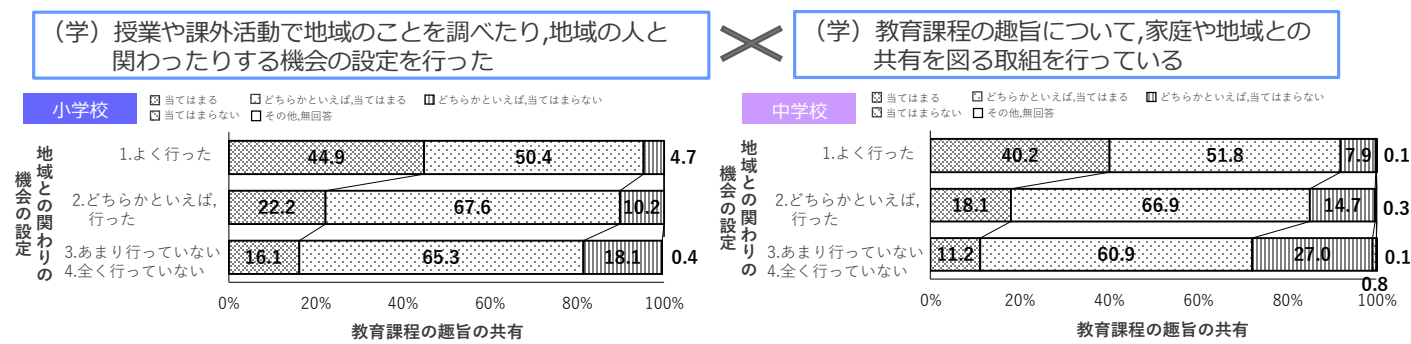 （学）授業や課外活動で地域のことを調べたり,地域の人と
関わったりする機会の設定を行った
（学）教育課程の趣旨について,家庭や地域との
共有を図る取組を行っている
小学校
当てはまる どちらかといえば,当てはまる どちらかといえば,当てはまらない
当てはまらない その他,無回答
地域との関わりの
機会の設定
1.よく行った
44.9 50.4 4.7
2.どちらかといえば,
行った
22.2 67.6 10.2
3.あまり行っていない
4.全く行っていない
16.1 65.3 18.1 0.4
0% 20% 40% 60% 80% 100%
教育課程の趣旨の共有
中学校
当てはまる どちらかといえば,当てはまる どちらかといえば,当てはまらない
当てはまらない その他,無回答
地域との関わりの
機会の設定
1.よく行った
40.2 51.8 7.9 0.1
2.どちらかといえば,
行った
18.1 66.9 14.7 0.3
3.あまり行っていない
4.全く行っていない
11.2 60.9 27.0 0.1
0.8
0% 20% 40% 60% 80% 100%
教育課程の趣旨の共有